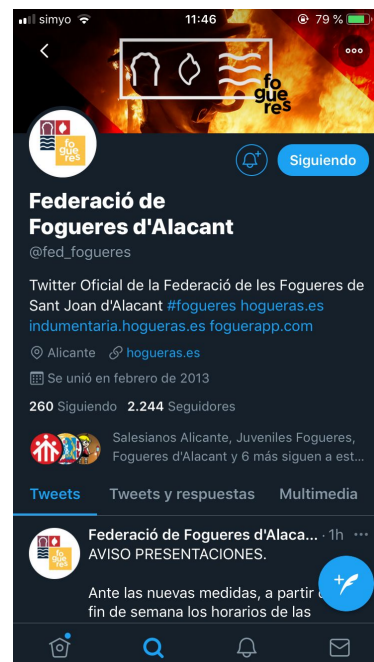 simyo 11:46 79 %
fo
gue
res
fo
gue
res
Siguiendo
Federació de
Fogueres d'Alacant
@fed_fogueres
Twitter Oficial de la Federació de les Fogueres de
Sant Joan d'Alacant #fogueres hogueras.es
indumentaria.hogueras.es foguerapp.com
Alicante hogueras.es
Se unió en febrero de 2013
260 Siguiendo 2.244 Seguidores
Salesianos Alicante, Juveniles Fogueres,
Fogueres d'Alacant y 6 más siguen a est...
Tweets Tweets y respuestas Multimedia
Federació de Fogueres d'Alaca... · 1h
fo
gue
res
AVISO PRESENTACIONES.
Ante las nuevas medidas, a partir
fin de semana los horarios de las